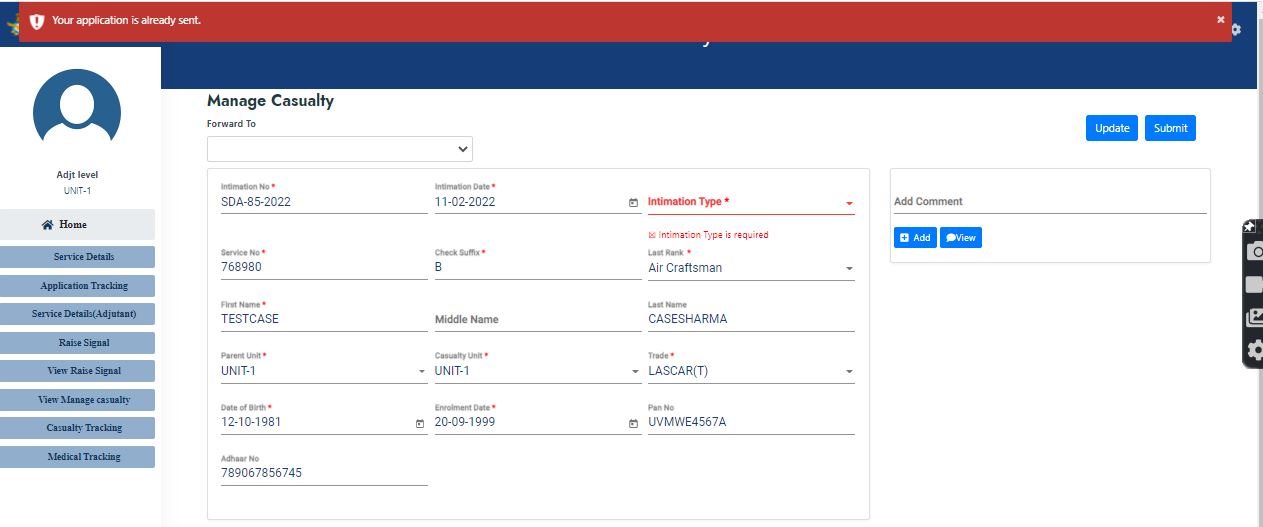 Your application is already sent.
Manage Casualty
Forward To
Update Submit
Adjt level
UNIT-1
Home
Service Details
Application Tracking
Service Details(Adjutant)
Raise Signal
View Raise Signal
View Manage casualty
Casualty Tracking
Medical Tracking
Intimation No * Intimation Date *
SDA-85-2022 11-02-2022 Intimation Type *
Intimation Type is required
Service No * Check Suffix * Last Rank *
768980 B Air Craftsman
First Name * Last Name
TESTCASE Middle Name CASESHARMA
Parent Unit * Casualty Unit * Trade *
UNIT-1 UNIT-1 LASCAR(T)
Date of Birth * Enrolment Date * Pan No
12-10-1981 20-09-1999 UVMWE4567A
Adhaar No
789067856745
Add Comment
Add View